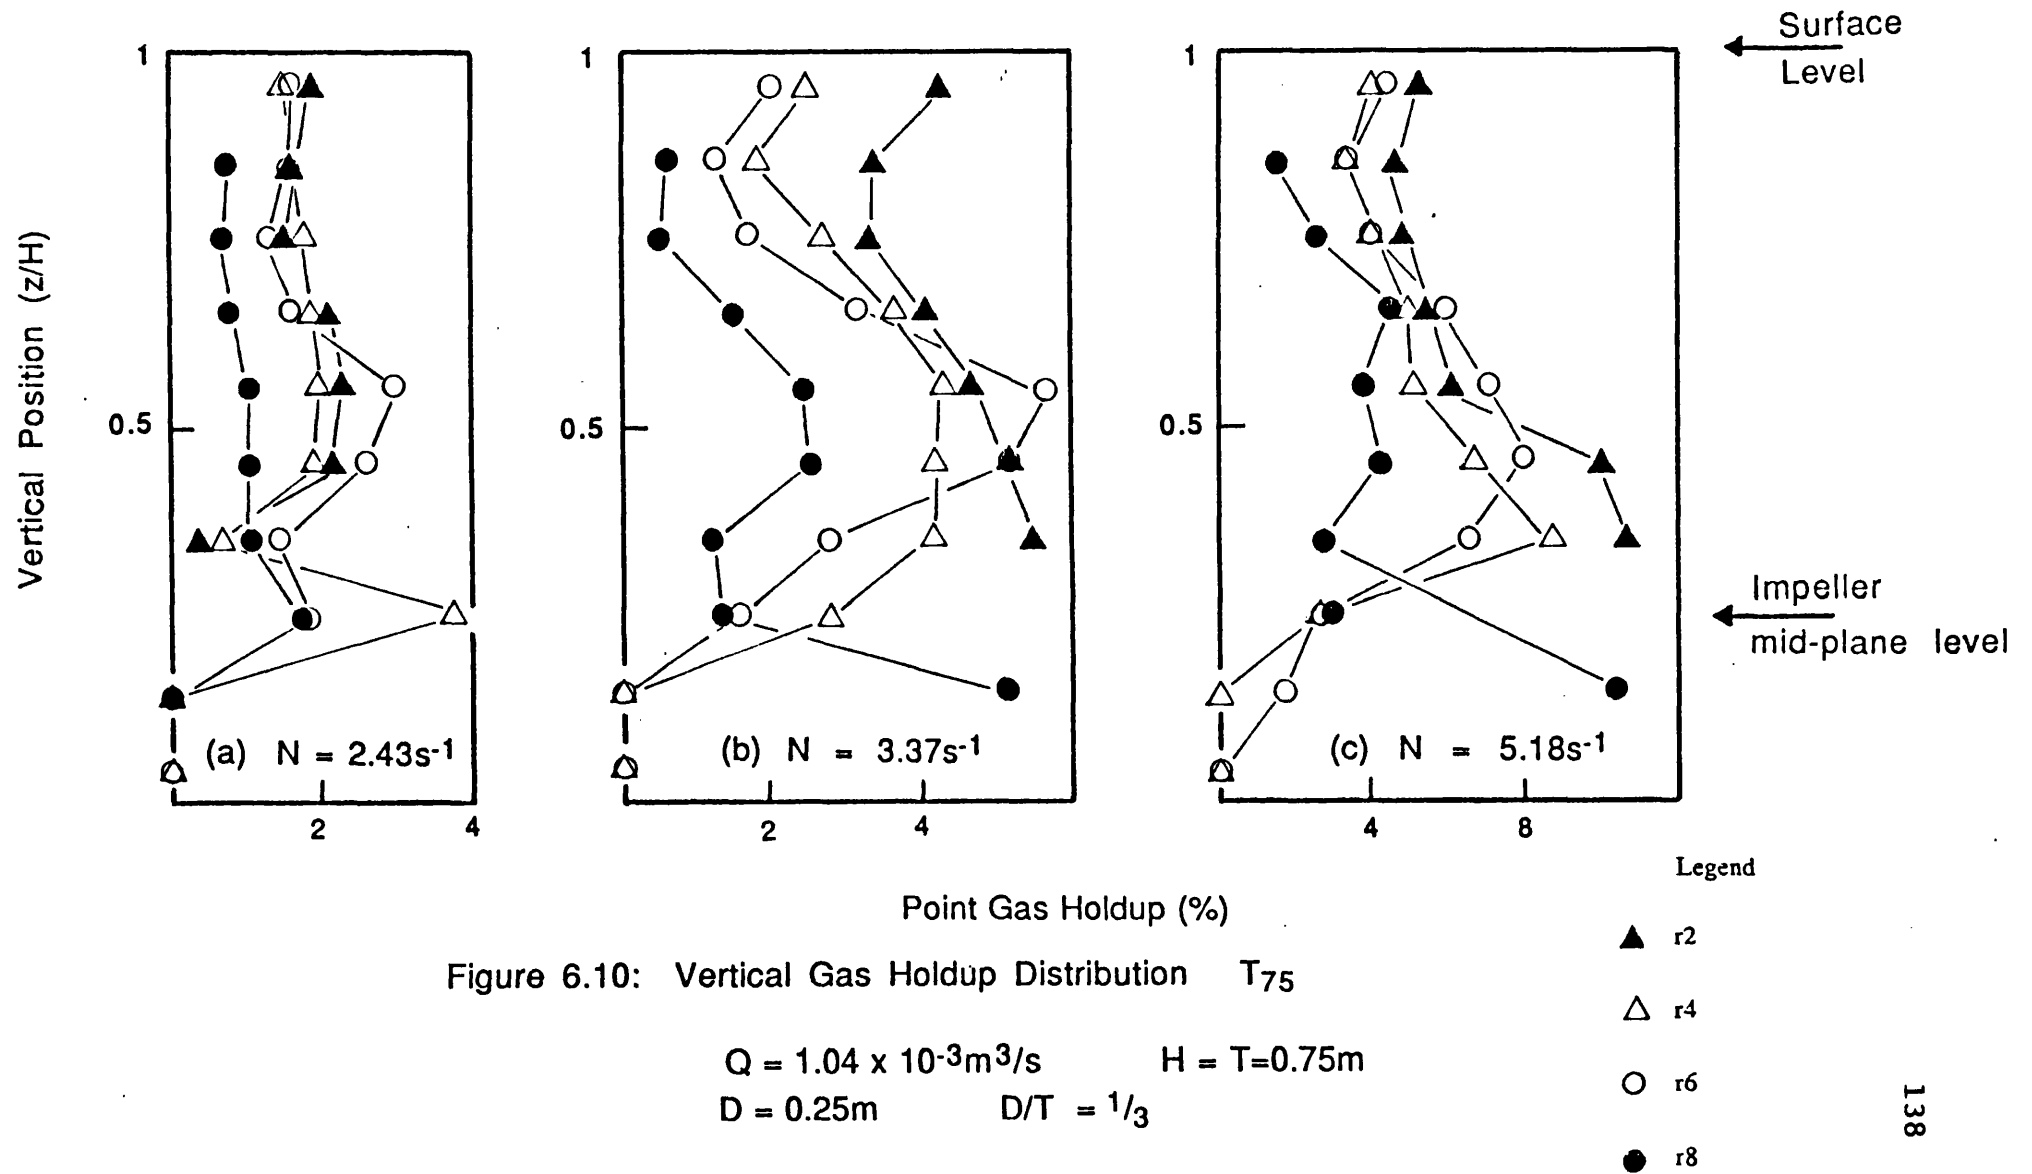 Surface
Level
1
1
1
Vertical Position (z/H)
0.5
0.5
0.5
Impeller
mid-plane level
(a) N = 2.43s-1
(b) N = 3.37s-1
(c) N = 5.18s-1
2
4
2
4
4
8
Point Gas Holdup (%)
Legend
r2
r4
r6
r8
Figure 6.10: Vertical Gas Holdup Distribution T75
Q = 1.04 x 10-3m3/s H = T=0.75m
D = 0.25m D/T = 1/3
138